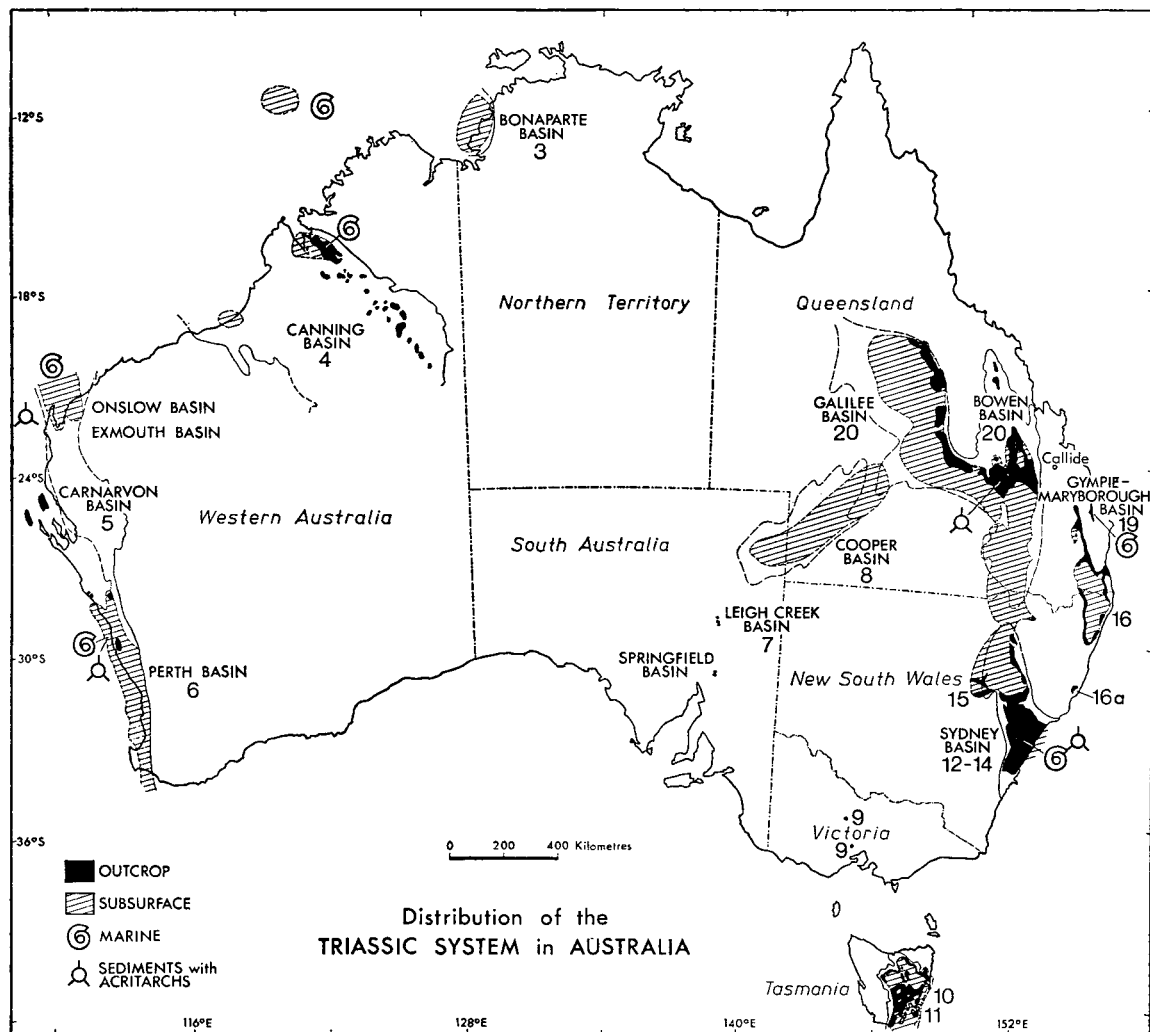 12°S
BONAPARTE
BASIN
3
18°S
Northern Territory
Queensland
CANNING
BASIN
4
ONSLOW BASIN
EXMOUTH BASIN
GALILEE
BASIN
20
BOWEN
BASIN
20
Callide
24°S
CARNARVON
BASIN
5
Western Australia
GYMPIE-
MARYBOROUGH
BASIN
19
South Australia
COOPER
BASIN
8
LEIGH CREEK
BASIN
7
16
30°S
PERTH BASIN
6
SPRINGFIELD
BASIN
New South Wales
15
16a
SYDNEY
BASIN
12-14
36°S
9
Victoria
9
0 200 400 Kilometres
OUTCROP
SUBSURFACE
MARINE
SEDIMENTS with
ACRITARCHS
Distribution of the
TRIASSIC SYSTEM in AUSTRALIA
Tasmania
10
11
116°E
128°E
140°E
152°E